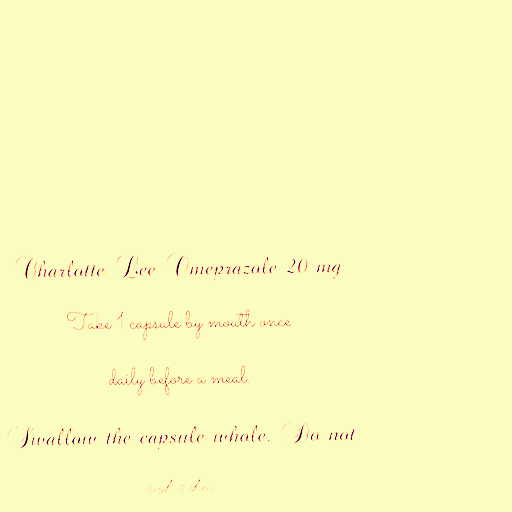 Charlotte Lee Omeprazole 20 mg
Take 1 capsule by mouth once
daily before a meal.
Swallow the capsule whole. Do not